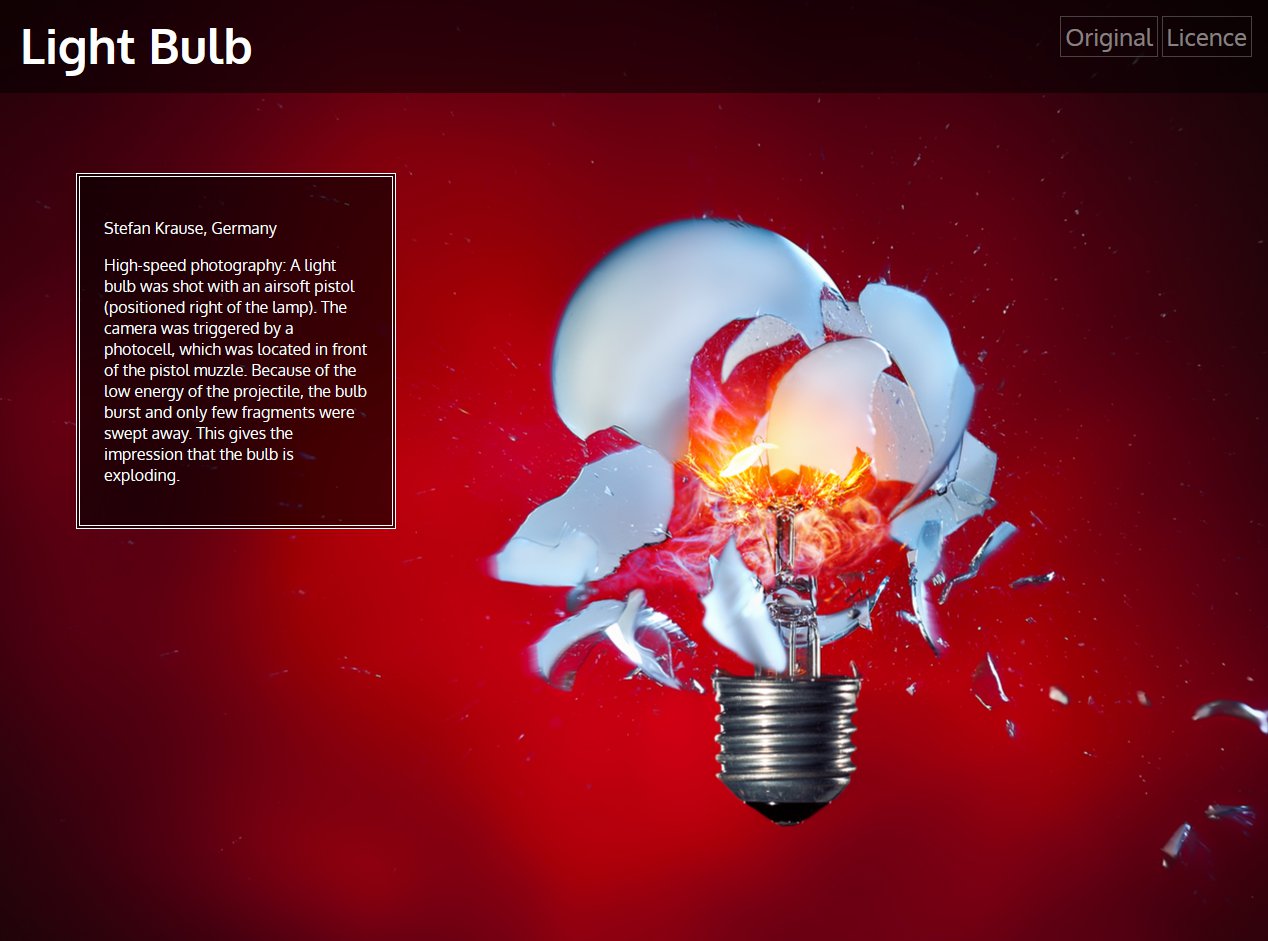 Light Bulb
Original
Licence
Stefan Krause, Germany
High-speed photography: A light
bulb was shot with an airsoft pistol
(positioned right of the lamp). The
camera was triggered by a
photocell, which was located in front
of the pistol muzzle. Because of the
low energy of the projectile, the bulb
burst and only few fragments were
swept away. This gives the
impression that the bulb is
exploding.